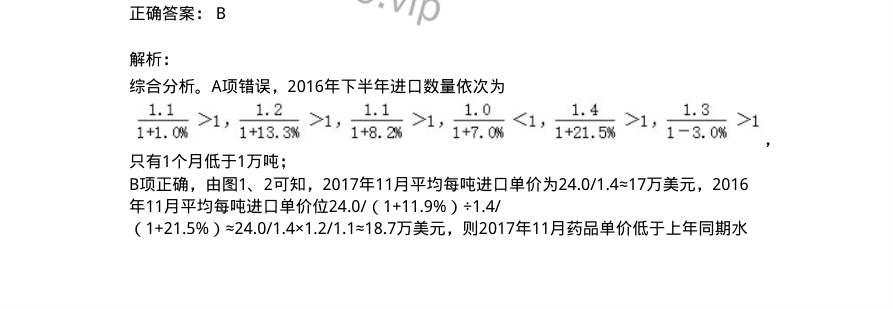 正确答案： B
.vip
解析：
综合分析。A项错误，2016年下半年进口数量依次为
1.1/(1+1.0%) >1, 1.2/(1+13.3%) >1, 1.1/(1+8.2%) >1, 1.0/(1+7.0%) <1, 1.4/(1+21.5%) >1, 1.3/(1-3.0%) >1 ，
只有1个月低于1万吨；
B项正确，由图1、2可知，2017年11月平均每吨进口单价为24.0/1.4≈17万美元，2016
年11月平均每吨进口单价位24.0/（1+11.9%）÷1.4/
（1+21.5%）≈24.0/1.4×1.2/1.1≈18.7万美元，则2017年11月药品单价低于上年同期水